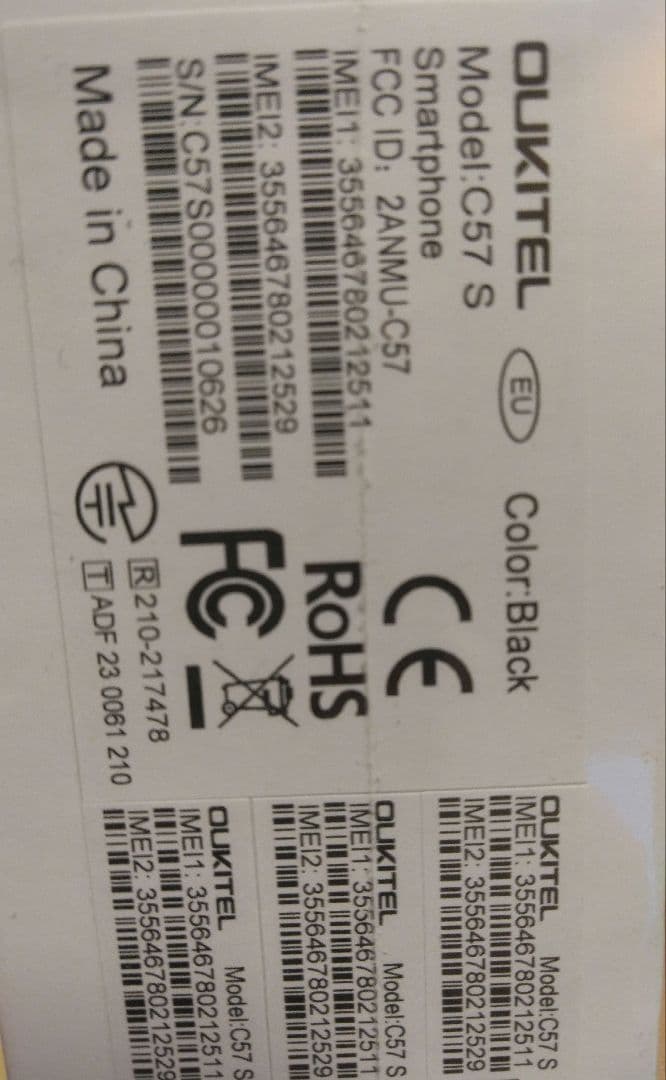 OUKITEL EU Color:Black
Model:C57 S
Smartphone
FCC ID: 2ANMU-C57
IMEI1: 355646780212511
IMEI2: 355646780212529
S/N:C57S00000010626
Made in China
CE
RoHS
FC
R 210-217478
T ADF 23 0061 210
OUKITEL Model:C57 S
IMEI1: 355646780212511
IMEI2: 355646780212529
OUKITEL Model:C57 S
IMEI1: 355646780212511
IMEI2: 355646780212529
OUKITEL Model:C57 S
IMEI1: 355646780212511
IMEI2: 355646780212529